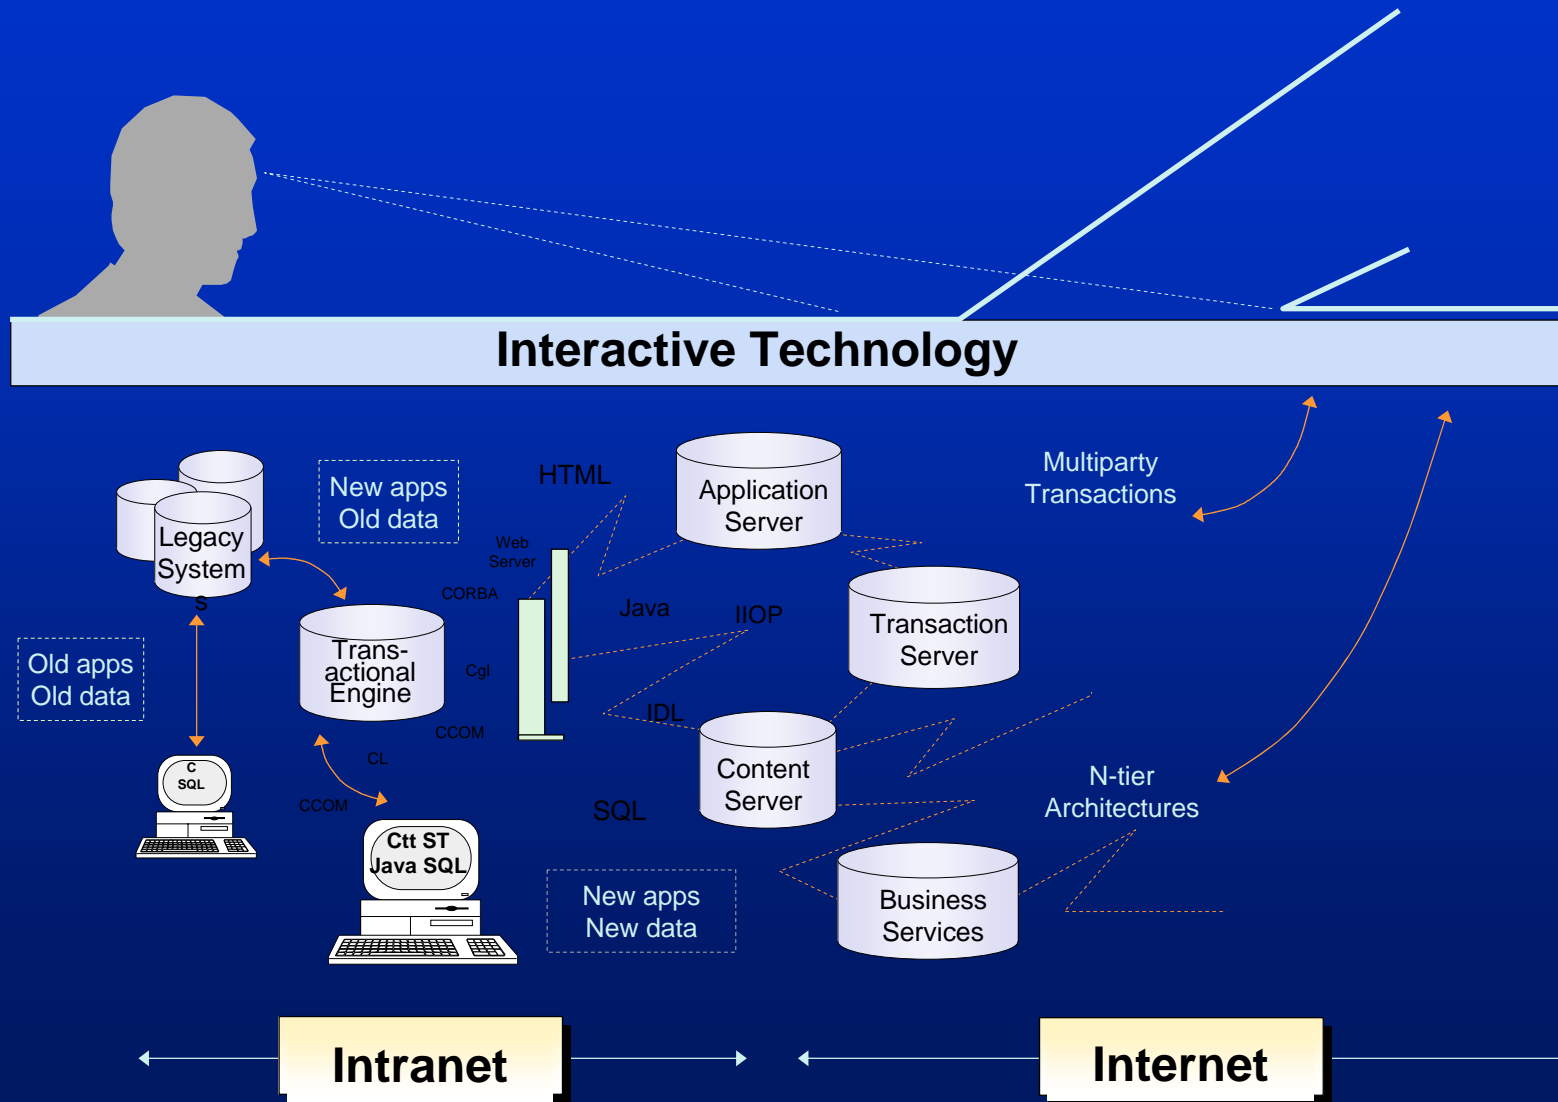 Interactive Technology
New apps
Old data
HTML
Application
Server
Multiparty
Transactions
Legacy
System
s
Web
Server
CORBA
Java
IIOP
Transaction
Server
Old apps
Old data
Trans-
actional
Engine
CgI
IDL
CCOM
CL
CCOM
C
SQL
Content
Server
N-tier
Architectures
SQL
Ctt ST
Java SQL
New apps
New data
Business
Services
Intranet
Internet